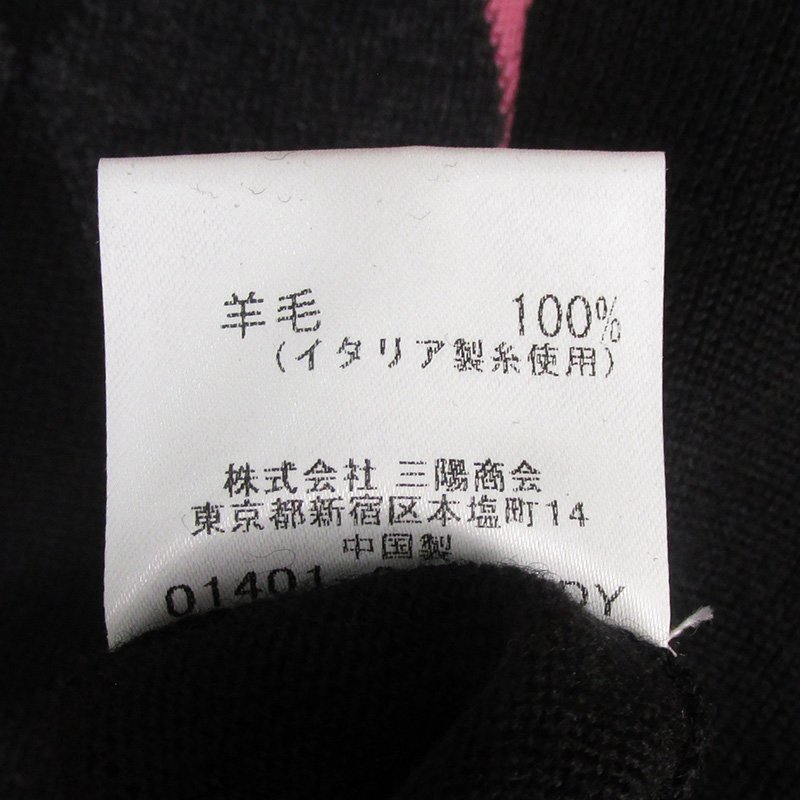 羊毛 100%
(イタリア製糸使用)
株式会社 三陽商会
東京都新宿区本塩町14
中国製
01401